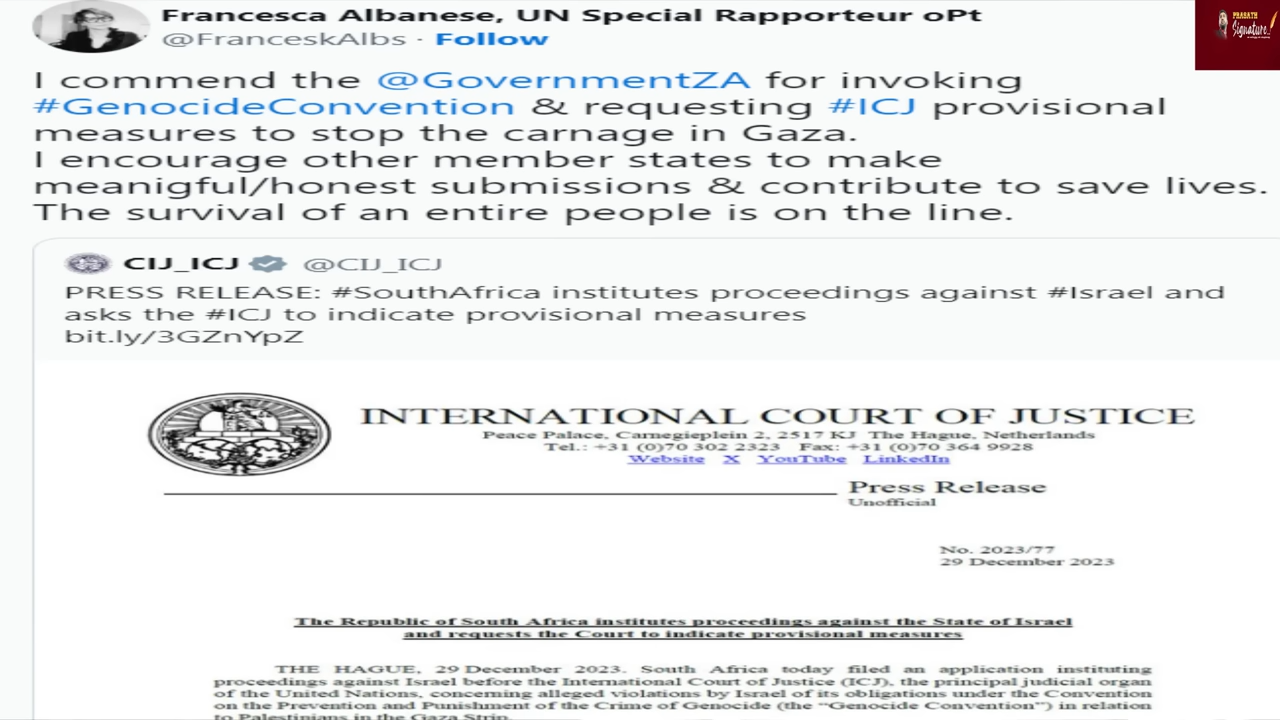 Francesca Albanese, UN Special Rapporteur oPt
@FranceskAlbs · Follow
PRASATH
Signature..!
I commend the @GovernmentZA for invoking
#GenocideConvention & requesting #ICJ provisional
measures to stop the carnage in Gaza.
I encourage other member states to make
meanigful/honest submissions & contribute to save lives.
The survival of an entire people is on the line.
CIJ_ICJ @CIJ_ICJ
PRESS RELEASE: #SouthAfrica institutes proceedings against #Israel and
asks the #ICJ to indicate provisional measures
bit.ly/3GZnYpZ
INTERNATIONAL COURT OF JUSTICE
Peace Palace, Carnegieplein 2, 2517 KJ The Hague, Netherlands
Tel.: +31 (0)70 302 2323 Fax: +31 (0)70 364 9928
Website X YouTube LinkedIn
Press Release
Unofficial
No. 2023/77
29 December 2023
The Republic of South Africa institutes proceedings against the State of Israel
and requests the Court to indicate provisional measures
THE HAGUE, 29 December 2023. South Africa today filed an application instituting
proceedings against Israel before the International Court of Justice (ICJ), the principal judicial organ
of the United Nations, concerning alleged violations by Israel of its obligations under the Convention
on the Prevention and Punishment of the Crime of Genocide (the “Genocide Convention”) in relation
to Palestinians in the Gaza Strip.